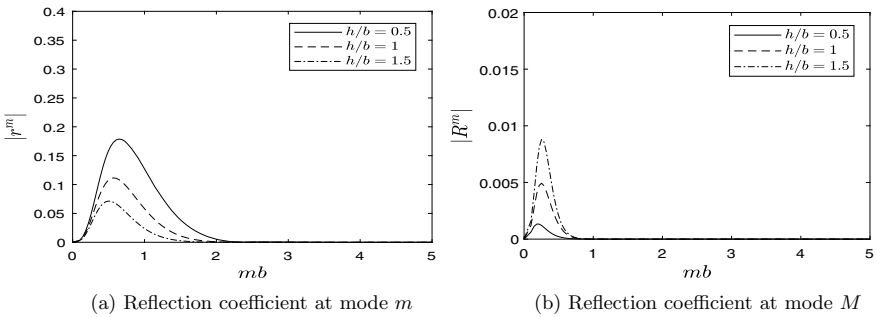 0.4
0.35
0.3
0.25
0.2
0.15
0.1
0.05
0
|r^m|
h/b = 0.5
h/b = 1
h/b = 1.5
0 1 2 3 4 5
mb
(a) Reflection coefficient at mode m
0.02
0.015
0.01
0.005
0
|R^m|
h/b = 0.5
h/b = 1
h/b = 1.5
0 1 2 3 4 5
mb
(b) Reflection coefficient at mode M